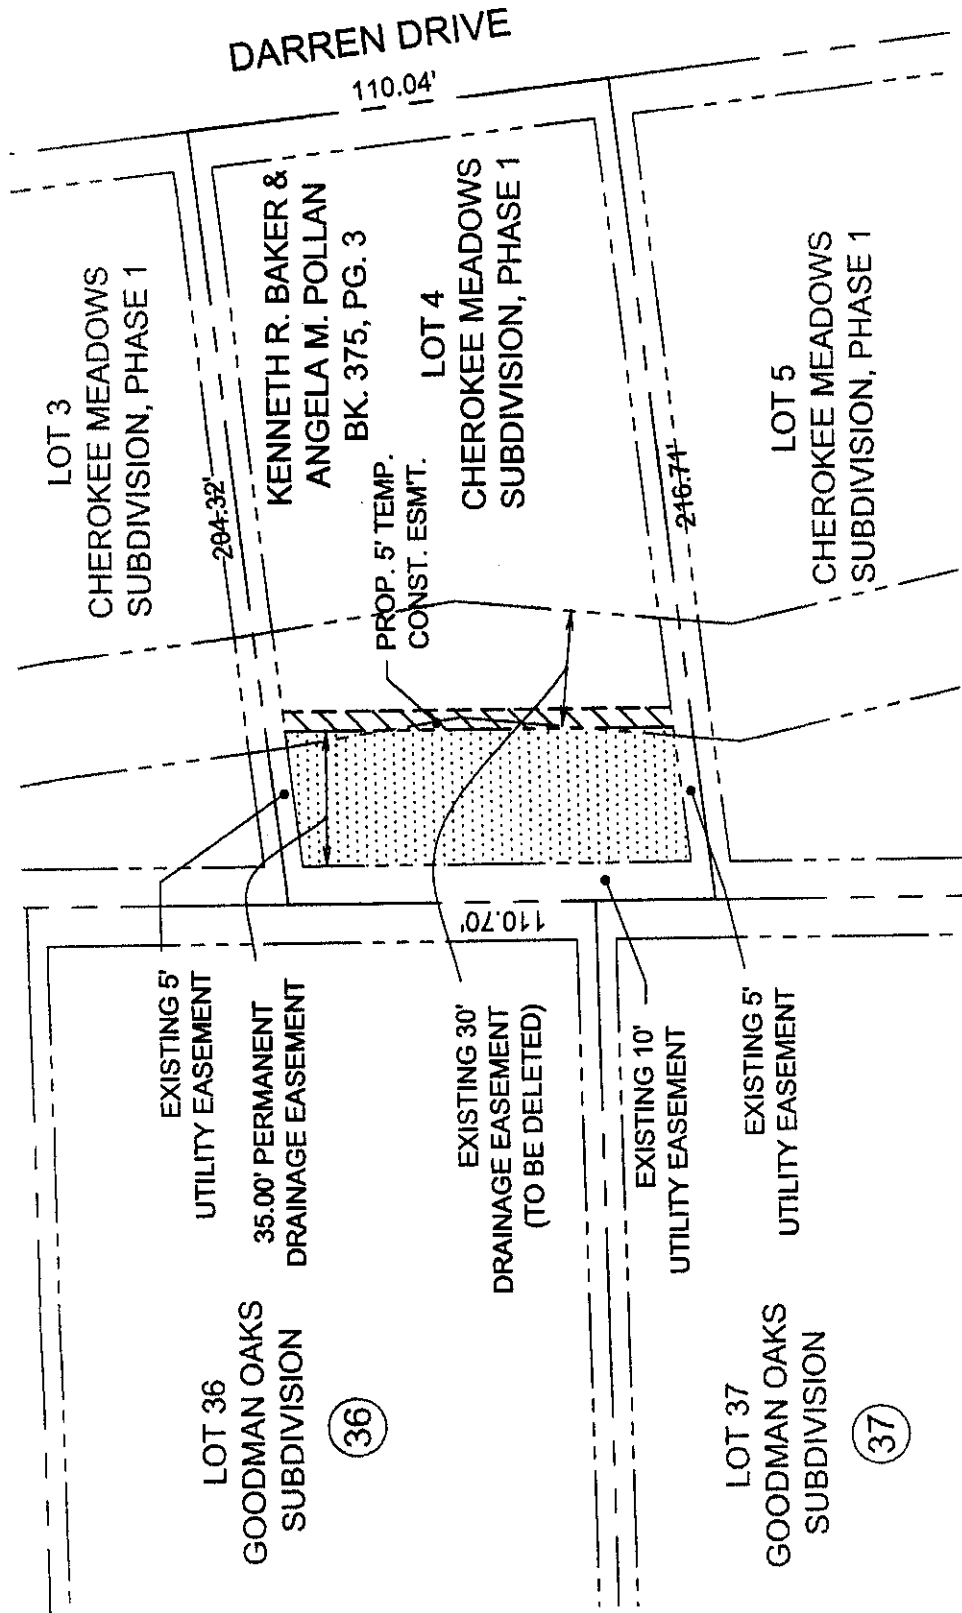 DARREN DRIVE
110.04'
LOT 3
CHEROKEE MEADOWS
SUBDIVISION, PHASE 1
204.32'
KENNETH R. BAKER &
ANGELA M. POLLAN
BK. 375, PG. 3
LOT 4
CHEROKEE MEADOWS
SUBDIVISION, PHASE 1
PROP. 5' TEMP.
CONST. ESM'T.
216.71'
LOT 5
CHEROKEE MEADOWS
SUBDIVISION, PHASE 1
110.70'
EXISTING 5'
UTILITY EASEMENT
35.00' PERMANENT
DRAINAGE EASEMENT
EXISTING 30'
DRAINAGE EASEMENT
(TO BE DELETED)
EXISTING 10'
UTILITY EASEMENT
EXISTING 5'
UTILITY EASEMENT
LOT 36
GOODMAN OAKS
SUBDIVISION
36
LOT 37
GOODMAN OAKS
SUBDIVISION
37